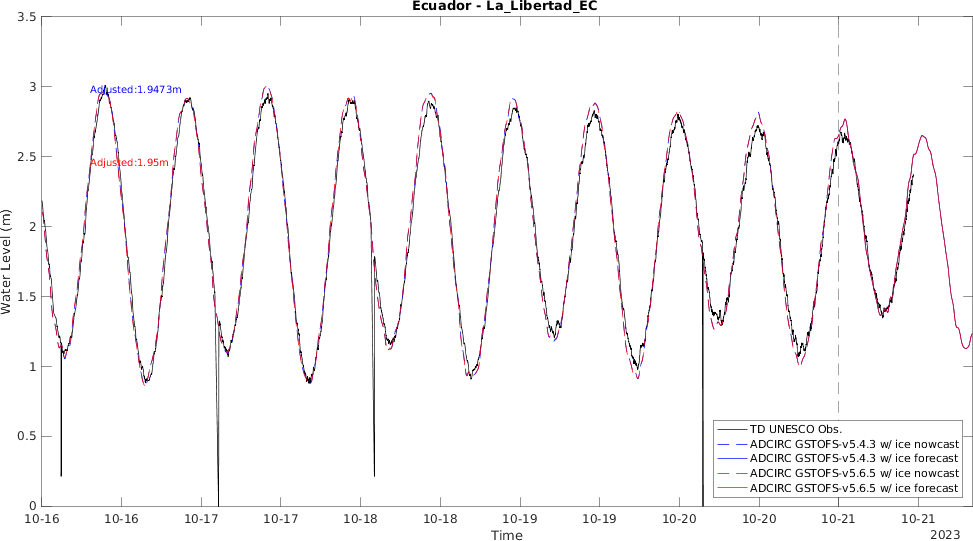 Ecuador - La_Libertad_EC
3.5
3
2.5
2
1.5
1
0.5
0
Water Level (m)
Adjusted:1.9473m
Adjusted:1.95m
TD UNESCO Obs.
ADCIRC GSTOFS-v5.4.3 w/ ice nowcast
ADCIRC GSTOFS-v5.4.3 w/ ice forecast
ADCIRC GSTOFS-v5.6.5 w/ ice nowcast
ADCIRC GSTOFS-v5.6.5 w/ ice forecast
10-16 10-16 10-17 10-17 10-18 10-18 10-19 10-19 10-20 10-20 10-21 10-21
Time
2023